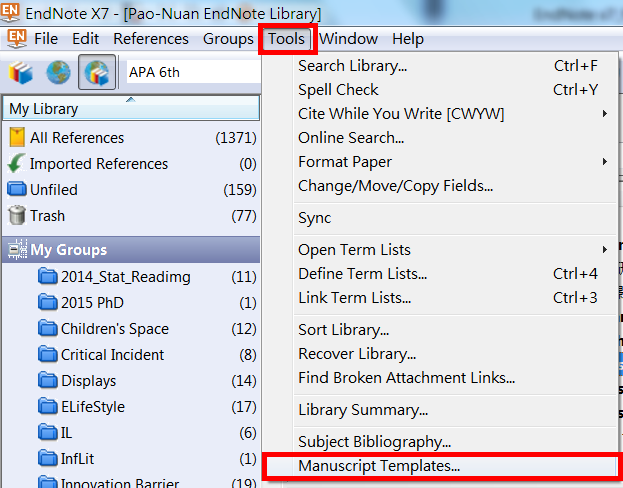 EndNote X7 - [Pao-Nuan EndNote Library]
File Edit References Groups Tools Window Help
APA 6th
My Library
All References (1371)
Imported References (0)
Unfiled (159)
Trash (77)
My Groups
2014_Stat_Readimg (11)
2015 PhD (1)
Children's Space (12)
Critical Incident (8)
Displays (14)
ELifeStyle (17)
IL (6)
InfLit (1)
Innovation Barrier
Search Library... Ctrl+F
Spell Check Ctrl+Y
Cite While You Write [CWYW]
Online Search...
Format Paper
Change/Move/Copy Fields...
Sync
Open Term Lists
Define Term Lists... Ctrl+4
Link Term Lists... Ctrl+3
Sort Library...
Recover Library...
Find Broken Attachment Links...
Library Summary...
Subject Bibliography...
Manuscript Templates...